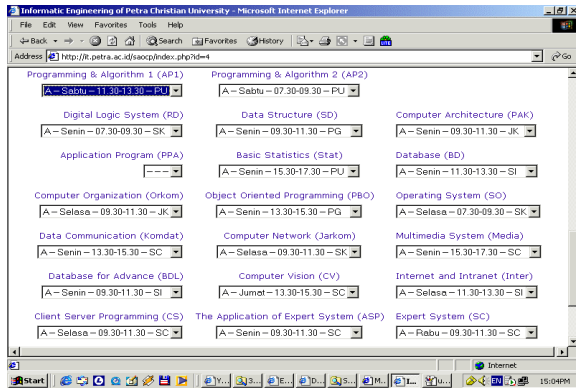 Informatic Engineering of Petra Christian University - Microsoft Internet Explorer
File Edit View Favorites Tools Help
Back Search Favorites History
Address http://it.petra.ac.id/saocp/index.php?id=4 Go
Programming & Algorithm 1 (AP1) Programming & Algorithm 2 (AP2)
A – Sabtu – 11.30-13.30 – PU A – Sabtu – 07.30-09.30 – PU
Digital Logic System (RD) Data Structure (SD) Computer Architecture (PAK)
A – Senin – 07.30-09.30 – SK A – Senin – 09.30-11.30 – PG A – Senin – 09.30-11.30 – JK
Application Program (PPA) Basic Statistics (Stat) Database (BD)
– – – A – Senin – 15.30-17.30 – PU A – Senin – 11.30-13.30 – SI
Computer Organization (Orkom) Object Oriented Programming (PBO) Operating System (SO)
A – Selasa – 09.30-11.30 – JK A – Senin – 13.30-15.30 – PG A – Selasa – 07.30-09.30 – SK
Data Communication (Komdat) Computer Network (Jarkom) Multimedia System (Media)
A – Senin – 13.30-15.30 – SC A – Selasa – 09.30-11.30 – SK A – Senin – 15.30-17.30 – SC
Database for Advance (BDL) Computer Vision (CV) Internet and Intranet (Inter)
A – Senin – 09.30-11.30 – SI A – Jumat – 13.30-15.30 – SC A – Selasa – 11.30-13.30 – SI
Client Server Programming (CS) The Application of Expert System (ASP) Expert System (SC)
A – Selasa – 09.30-11.30 – SC A – Senin – 09.30-11.30 – SC A – Rabu – 09.30-11.30 – SC
Internet
Start Y... 3... E... D... S... M... I... u... EN 15:04PM